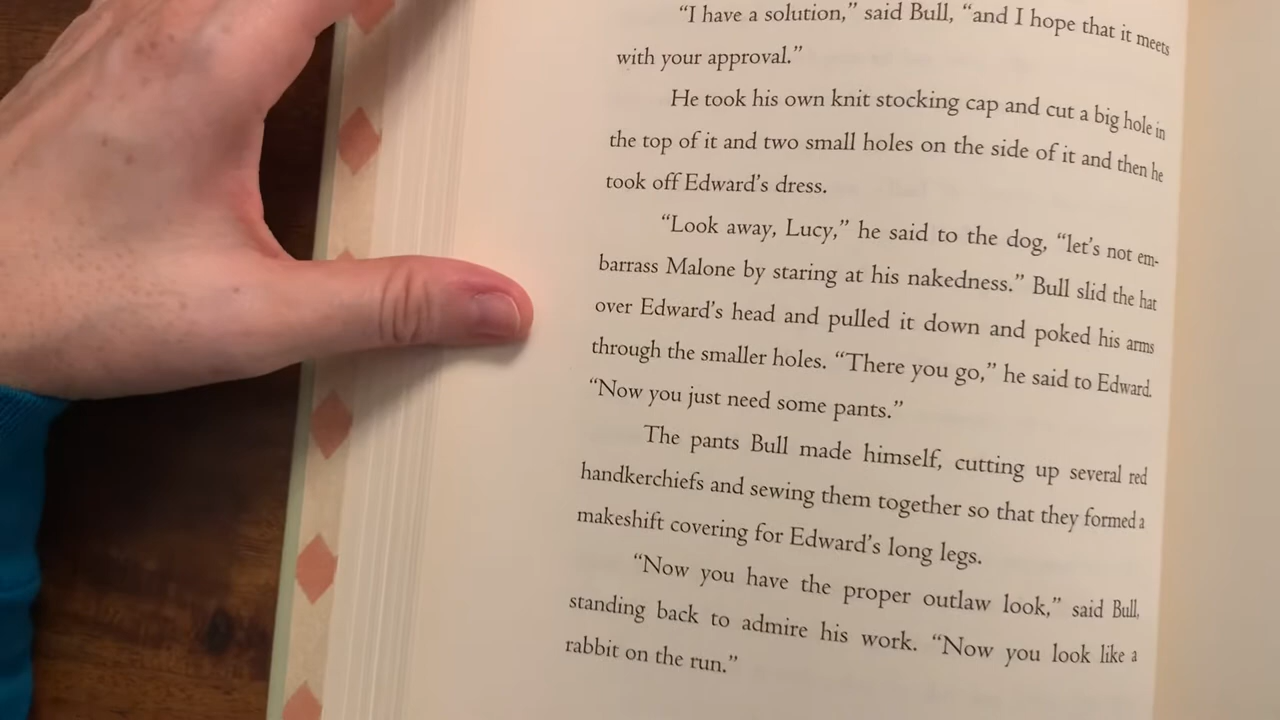 “I have a solution,” said Bull, “and I hope that it meets
with your approval.”
He took his own knit stocking cap and cut a big hole in
the top of it and two small holes on the side of it and then he
took off Edward’s dress.
“Look away, Lucy,” he said to the dog, “let’s not em-
barrass Malone by staring at his nakedness.” Bull slid the hat
over Edward’s head and pulled it down and poked his arms
through the smaller holes. “There you go,” he said to Edward.
“Now you just need some pants.”
The pants Bull made himself, cutting up several red
handkerchiefs and sewing them together so that they formed a
makeshift covering for Edward’s long legs.
“Now you have the proper outlaw look,” said Bull,
standing back to admire his work. “Now you look like a
rabbit on the run.”